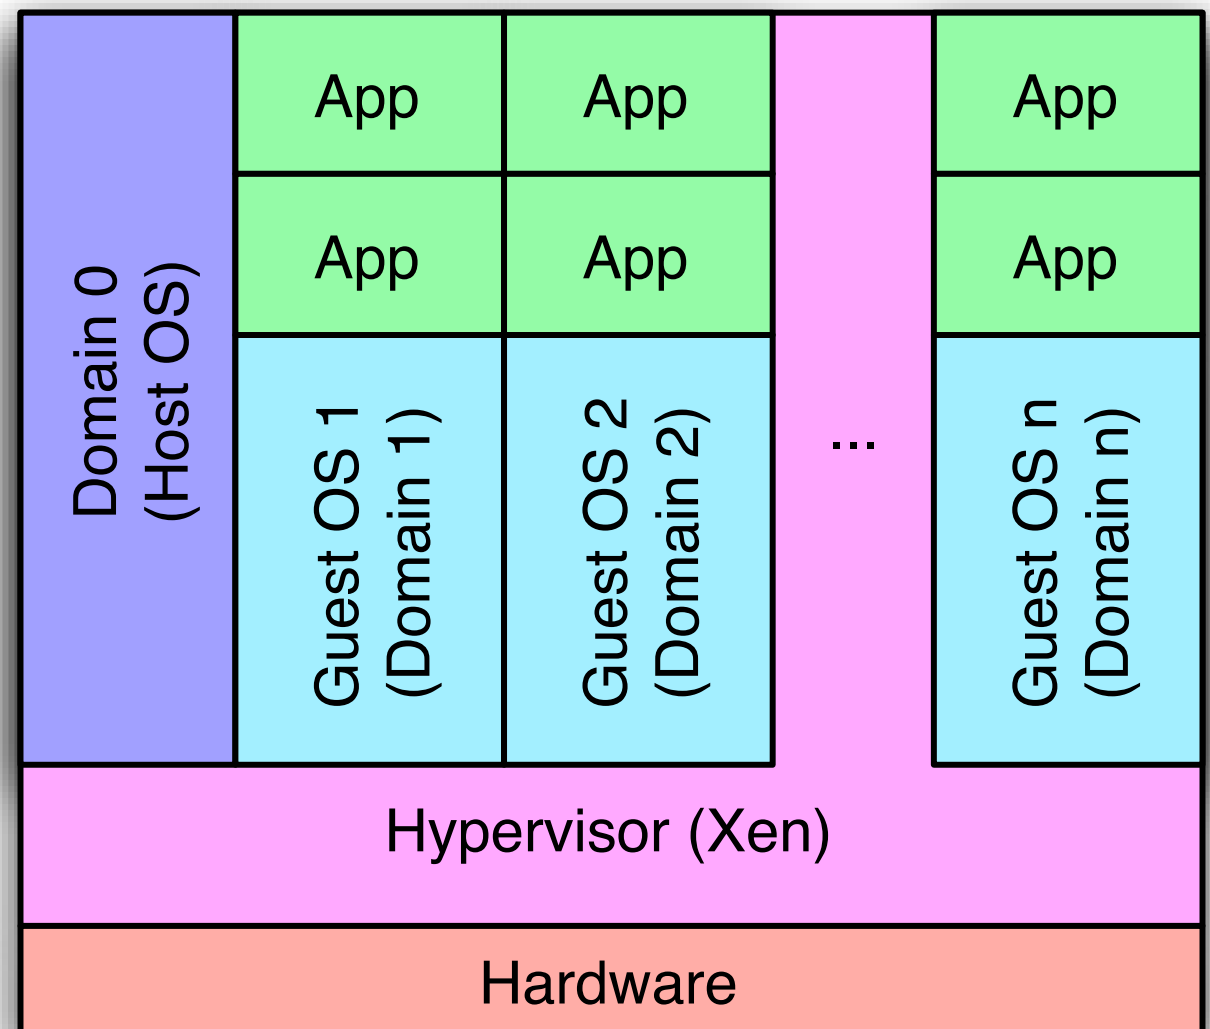 Domain 0
(Host OS)
App
App
App
App
App
App
Guest OS 1
(Domain 1)
Guest OS 2
(Domain 2)
...
Guest OS n
(Domain n)
Hypervisor (Xen)
Hardware